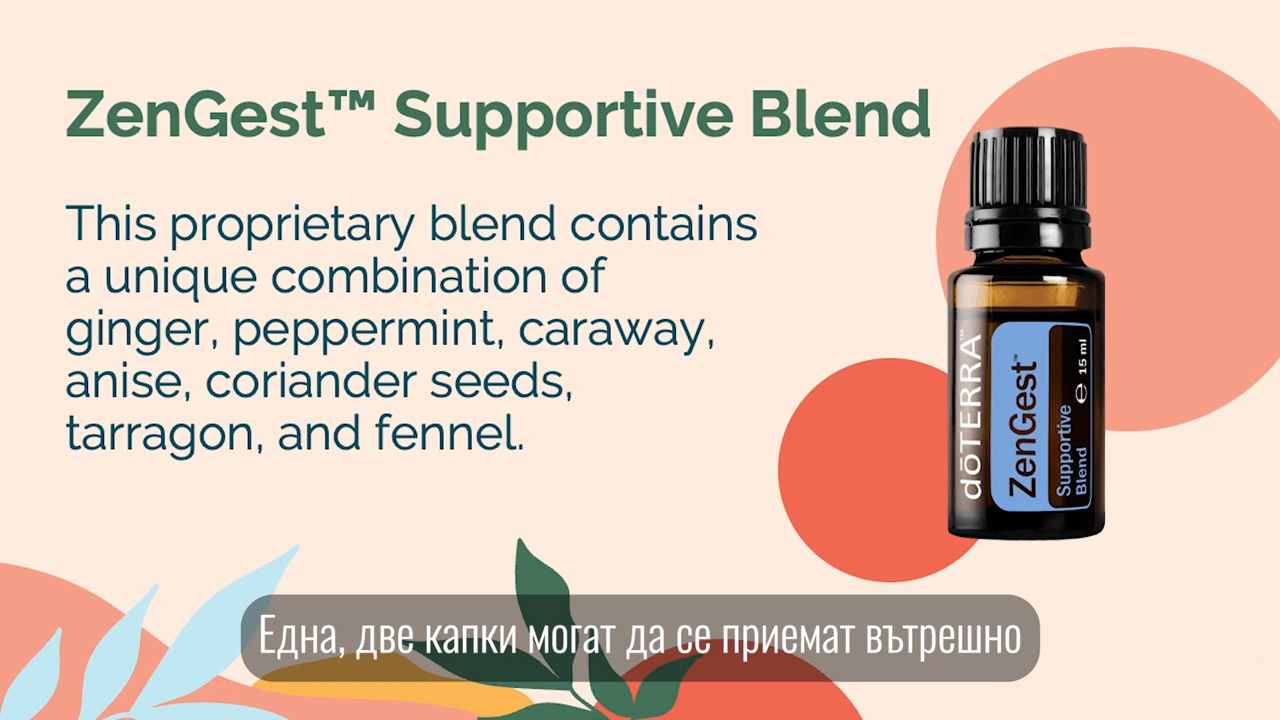 ZenGest™ Supportive Blend
This proprietary blend contains
a unique combination of
ginger, peppermint, caraway,
anise, coriander seeds,
tarragon, and fennel.
dōTERRA™
ZenGest™
Supportive
Blend
℮ 15 ml
Една, две капки могат да се приемат вътрешно